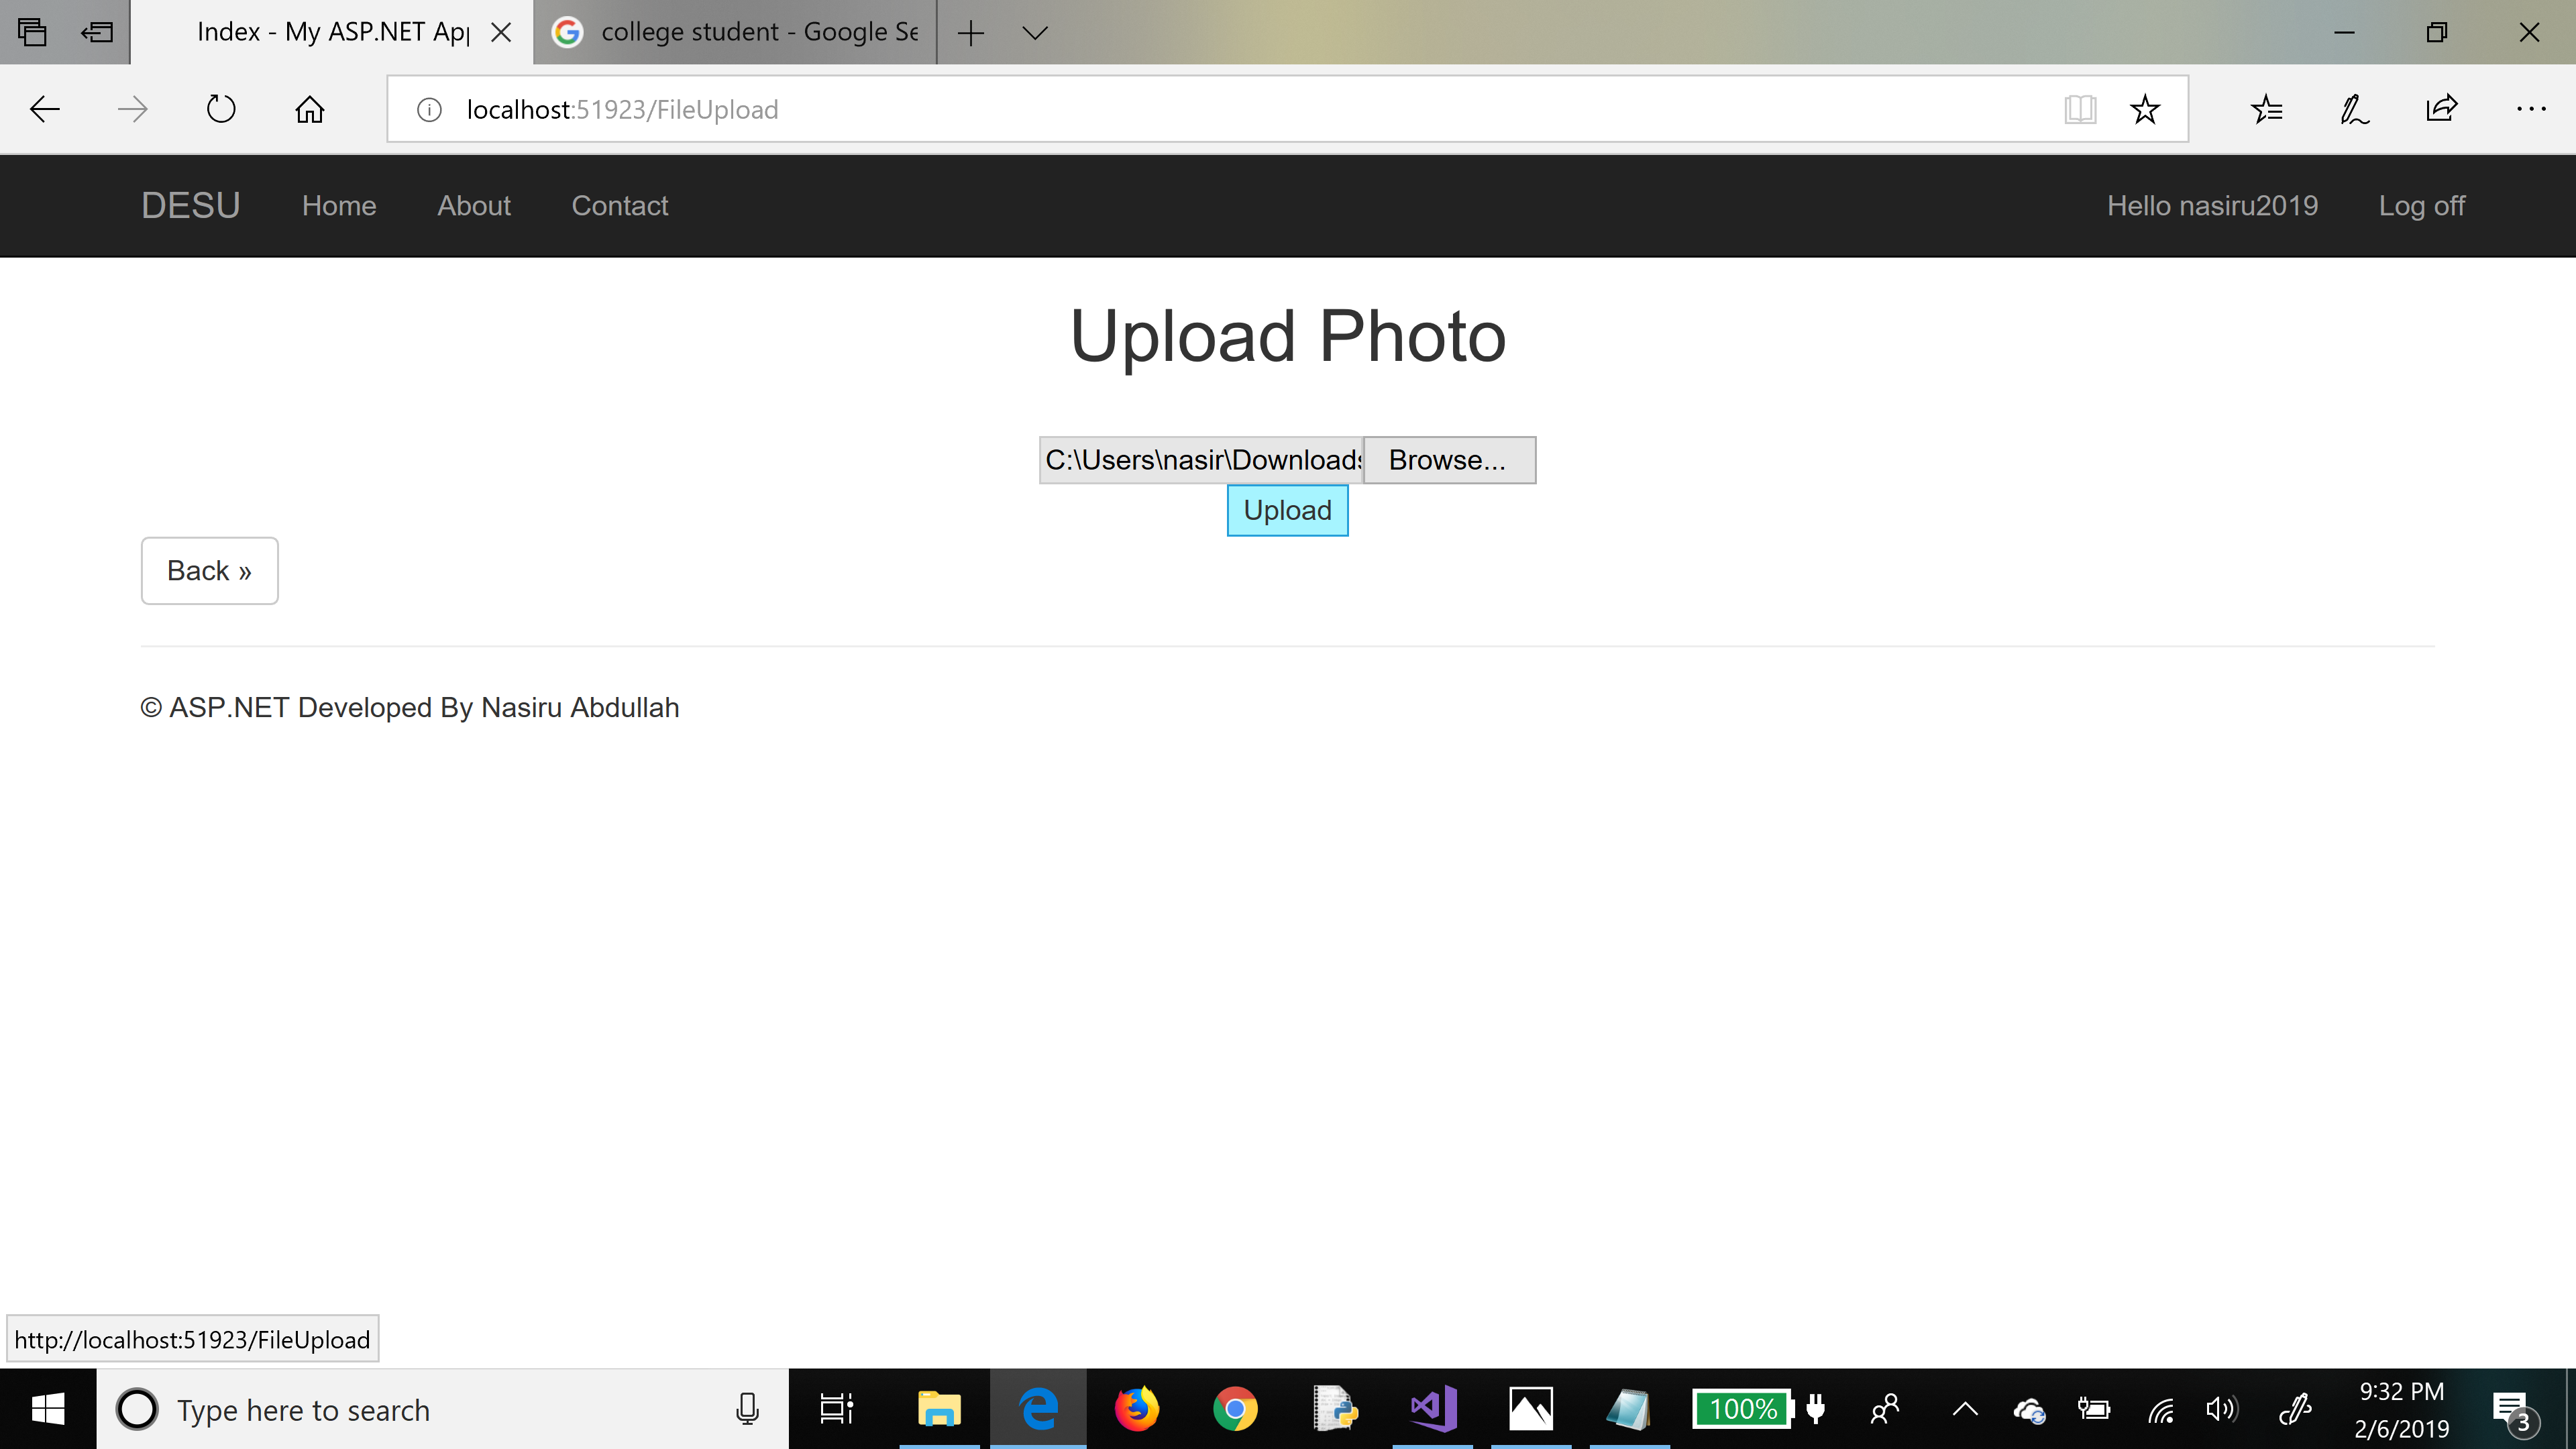 Index - My ASP.NET App
college student - Google Se
localhost:51923/FileUpload
DESU Home About Contact Hello nasiru2019 Log off
Upload Photo
C:\Users\nasir\Downloads Browse...
Upload
Back »
© ASP.NET Developed By Nasiru Abdullah
http://localhost:51923/FileUpload
Type here to search
100%
9:32 PM
2/6/2019
3